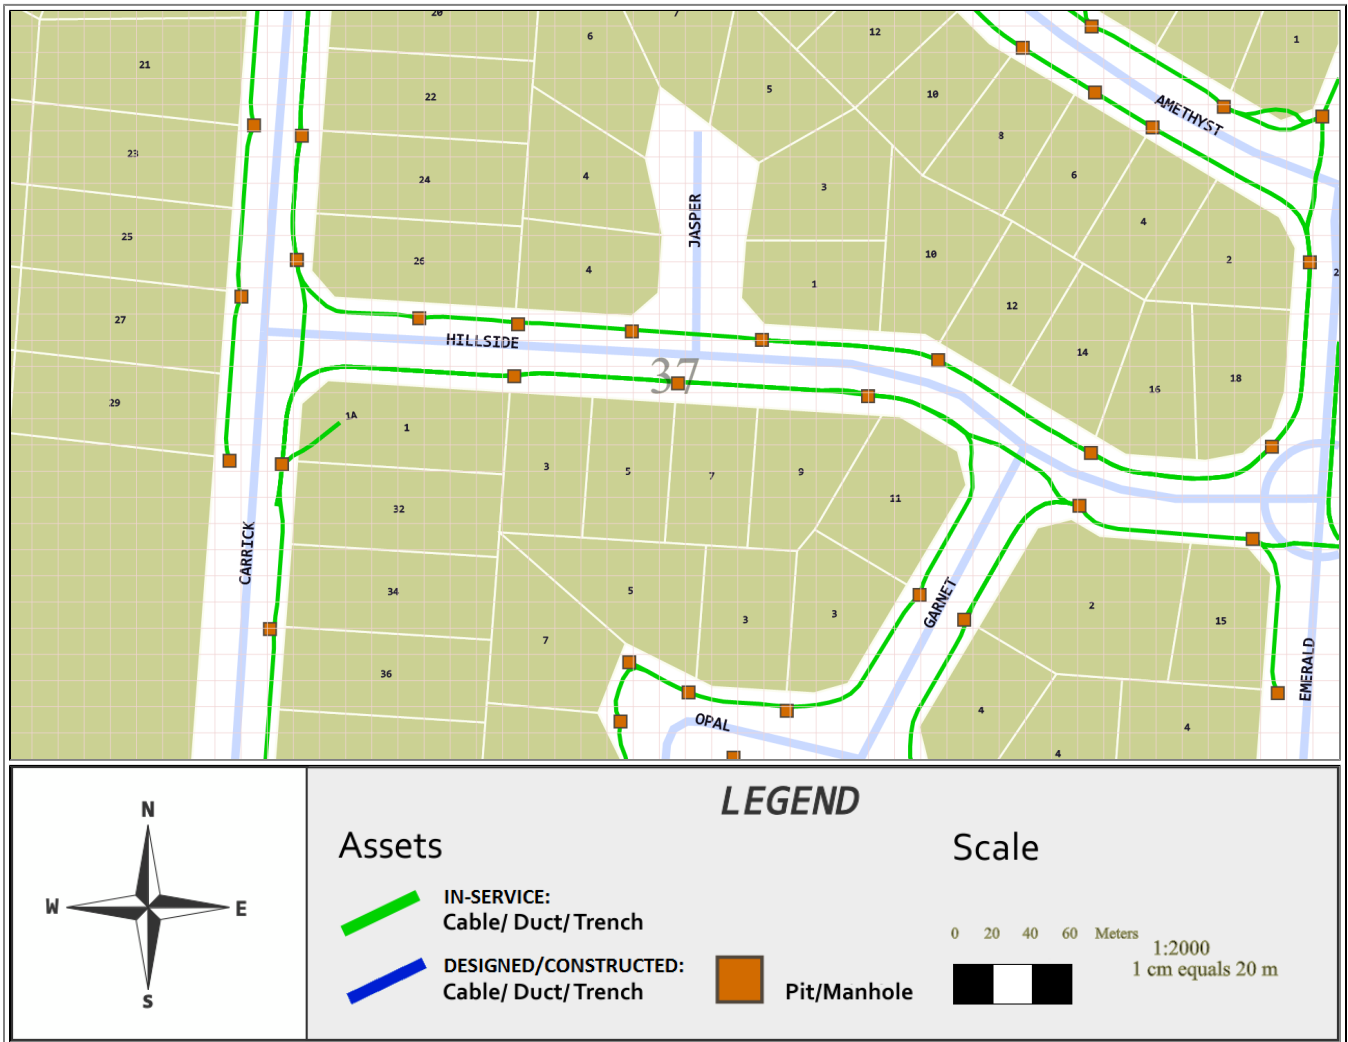 20
7
6
12
1
21
22
5
10
AMETHYST
8
23
24
4
3
6
JASPER
4
25
26
4
10
2
2
1
27
12
HILLSIDE
14
37
18
16
29
1A
1
3
5
7
9
11
32
CARRICK
34
5
GARNET
2
3
3
15
7
36
EMERALD
4
OPAL
4
4
LEGEND
N
W
E
S
Assets
IN-SERVICE:
Cable/ Duct/ Trench
DESIGNED/CONSTRUCTED:
Cable/ Duct/ Trench
Pit/Manhole
Scale
0 20 40 60 Meters
1:2000
1 cm equals 20 m